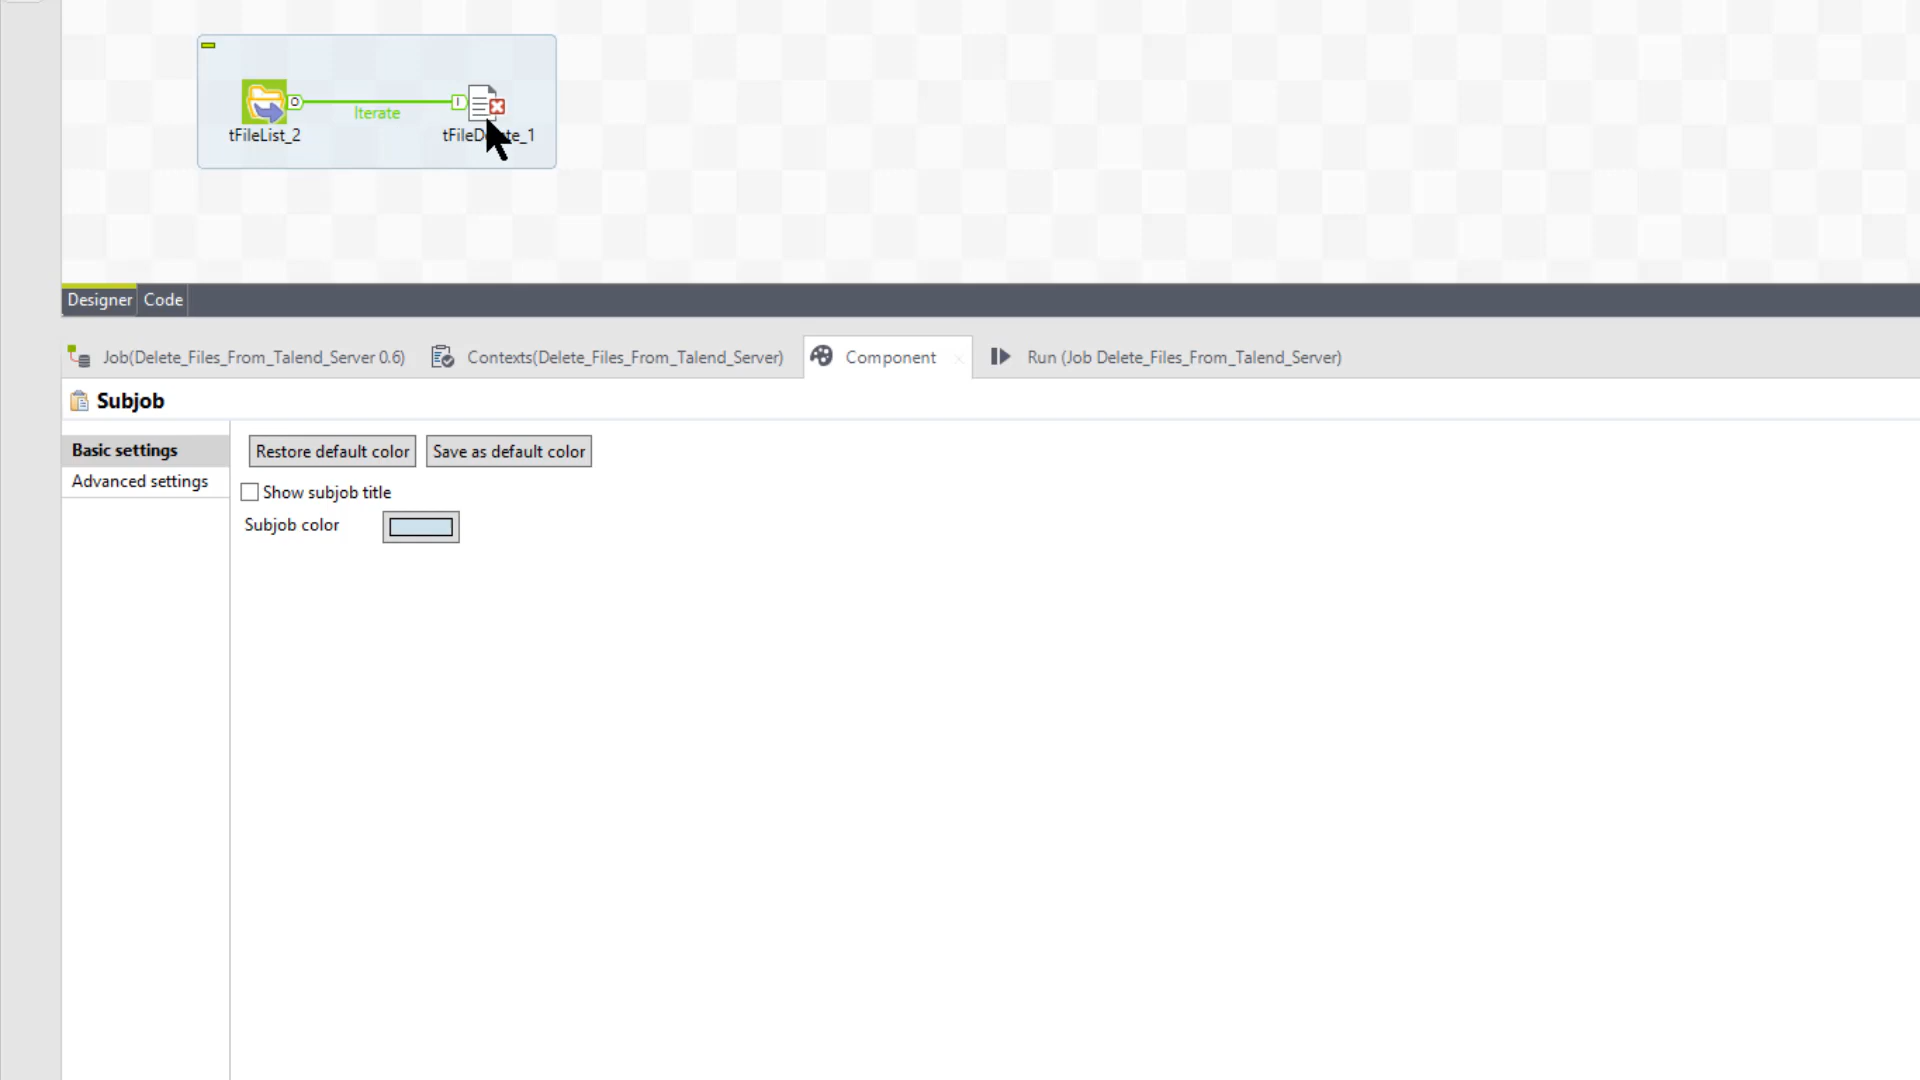 Iterate
tFileList_2
Designer Code
Job(Delete_Files_From_Talend_Server 0.6) Contexts(Delete_Files_From_Talend_Server) Component Run (Job Delete_Files_From_Talend_Server)
Subjob
Basic settings
Restore default color Save as default color
Advanced settings
Show subjob title
Subjob color